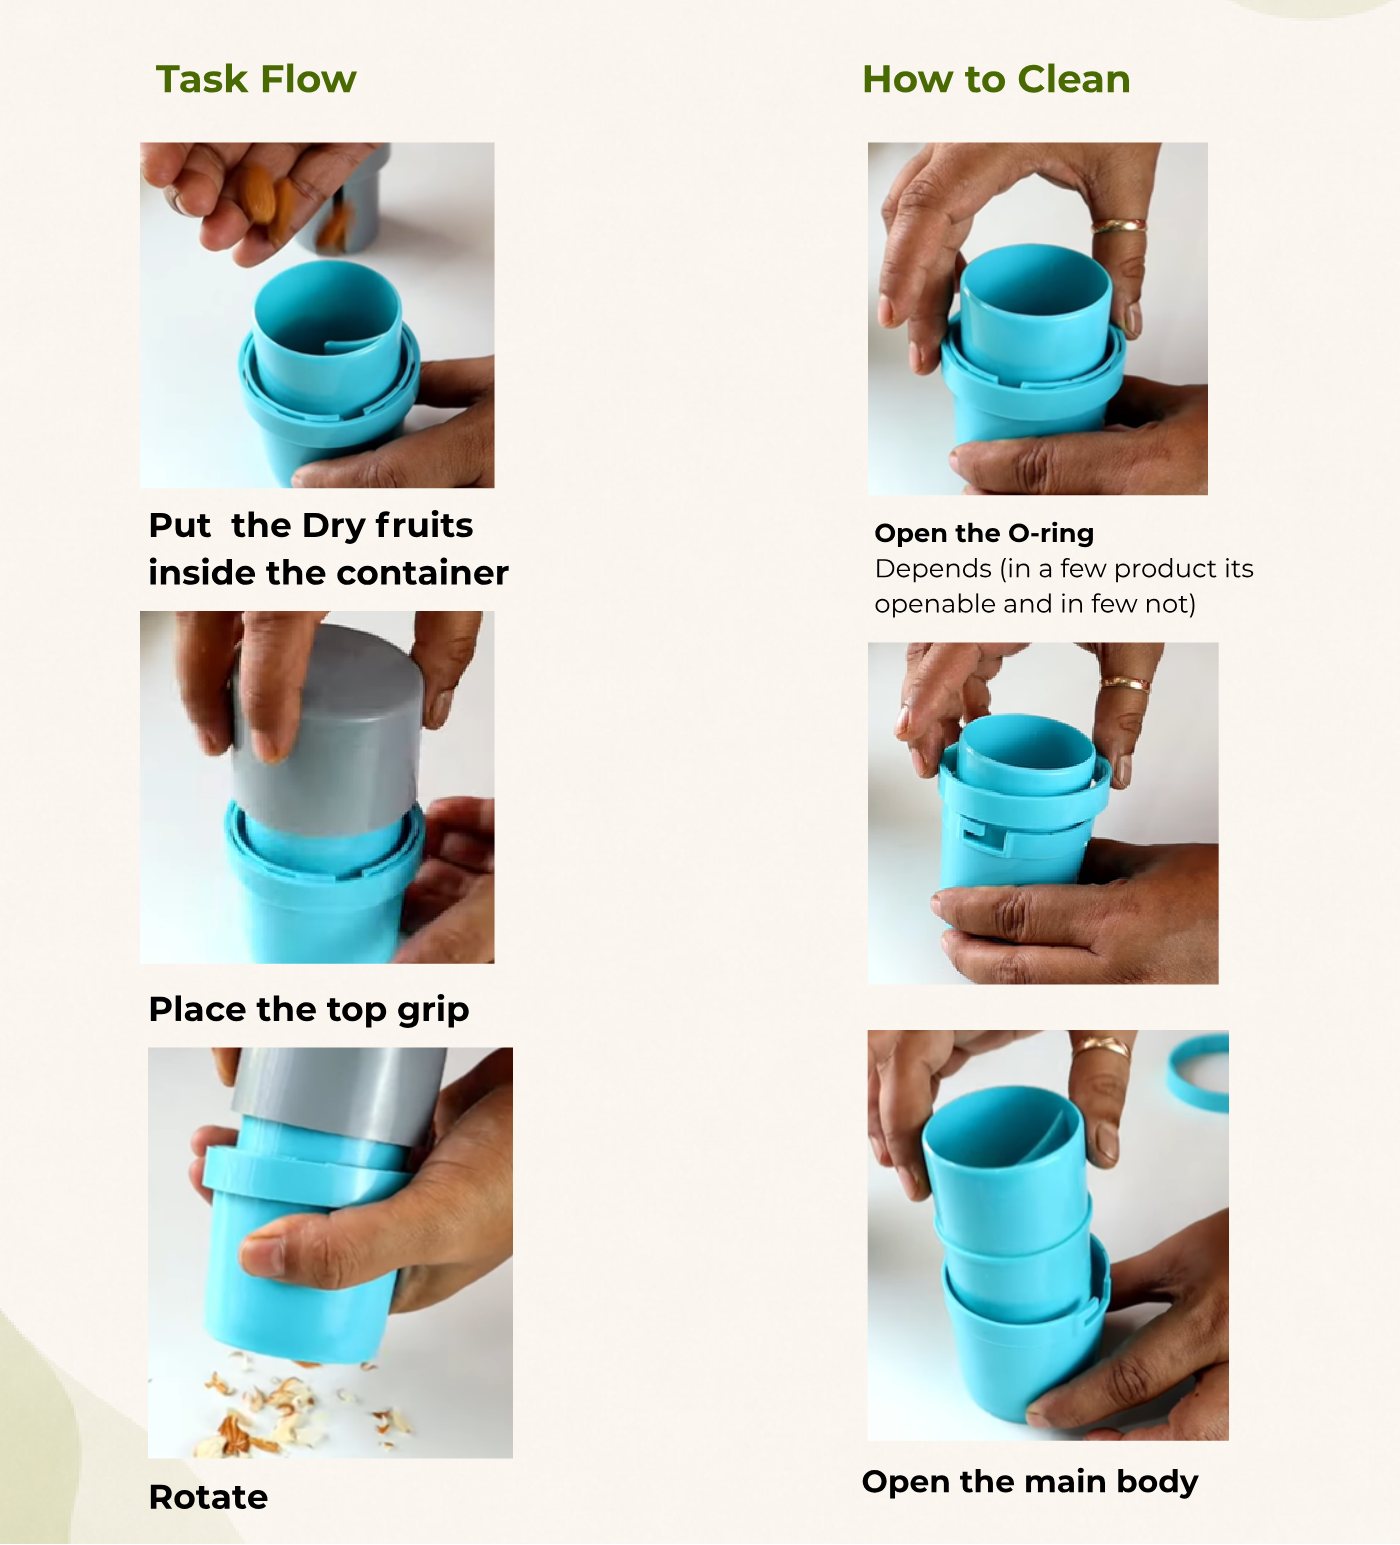 Task Flow
Put  the Dry fruits
inside the container
Place the top grip
Rotate
How to Clean
Open the O-ring
Depends (in a few product its
openable and in few not)
Open the main body